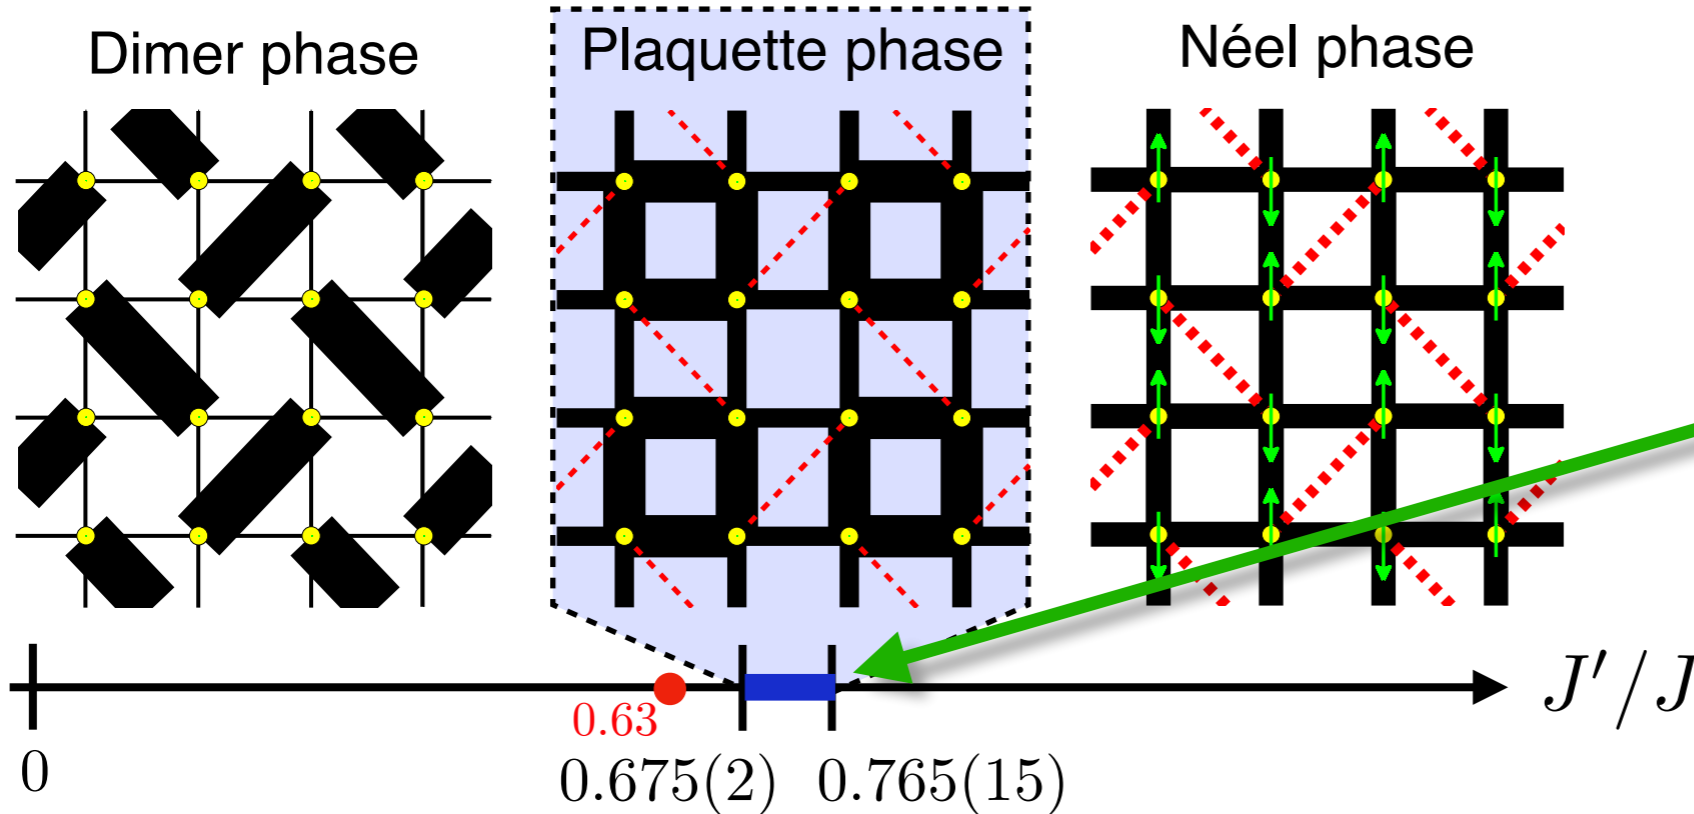 Dimer phase
Plaquette phase
Néel phase
0
0.63
0.675(2)
0.765(15)
J′/J